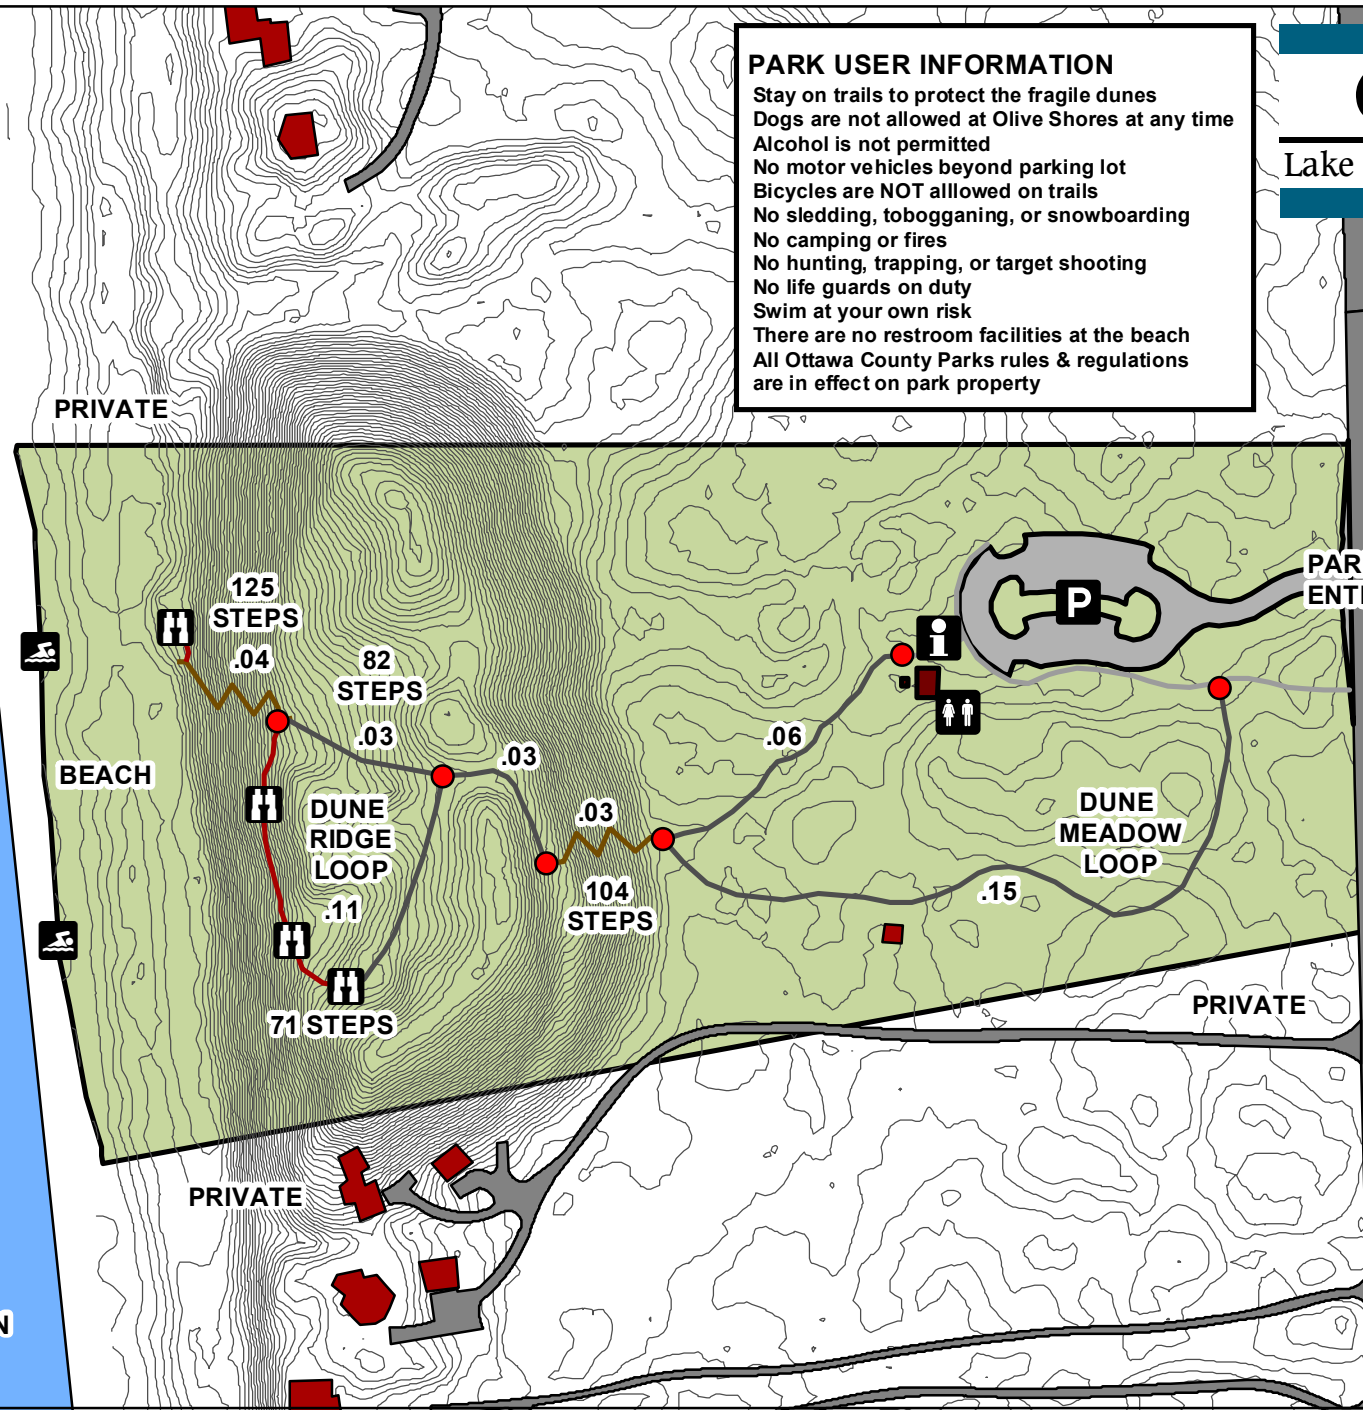 PARK USER INFORMATION
Stay on trails to protect the fragile dunes
Dogs are not allowed at Olive Shores at any time
Alcohol is not permitted
No motor vehicles beyond parking lot
Bicycles are NOT alllowed on trails
No sledding, tobogganing, or snowboarding
No camping or fires
No hunting, trapping, or target shooting
No life guards on duty
Swim at your own risk
There are no restroom facilities at the beach
All Ottawa County Parks rules & regulations
are in effect on park property
Lake
PRIVATE
PAR
ENT
P
i
125
STEPS
.04
82
STEPS
.03
.03
.06
BEACH
DUNE
RIDGE
LOOP
.03
DUNE
MEADOW
LOOP
.11
104
STEPS
.15
71 STEPS
PRIVATE
PRIVATE
N